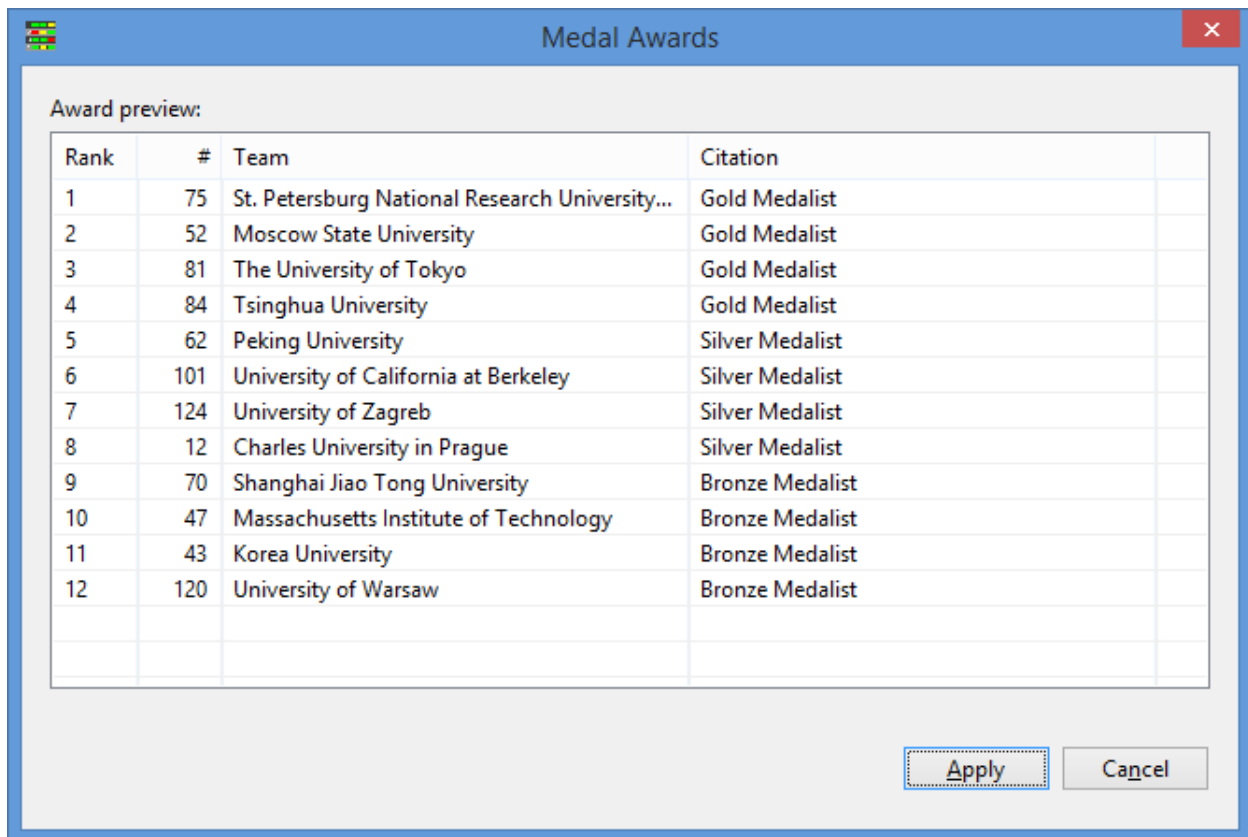 Medal Awards
Award preview:
Rank # Team Citation
1 75 St. Petersburg National Research University... Gold Medalist
2 52 Moscow State University Gold Medalist
3 81 The University of Tokyo Gold Medalist
4 84 Tsinghua University Gold Medalist
5 62 Peking University Silver Medalist
6 101 University of California at Berkeley Silver Medalist
7 124 University of Zagreb Silver Medalist
8 12 Charles University in Prague Silver Medalist
9 70 Shanghai Jiao Tong University Bronze Medalist
10 47 Massachusetts Institute of Technology Bronze Medalist
11 43 Korea University Bronze Medalist
12 120 University of Warsaw Bronze Medalist
Apply Cancel